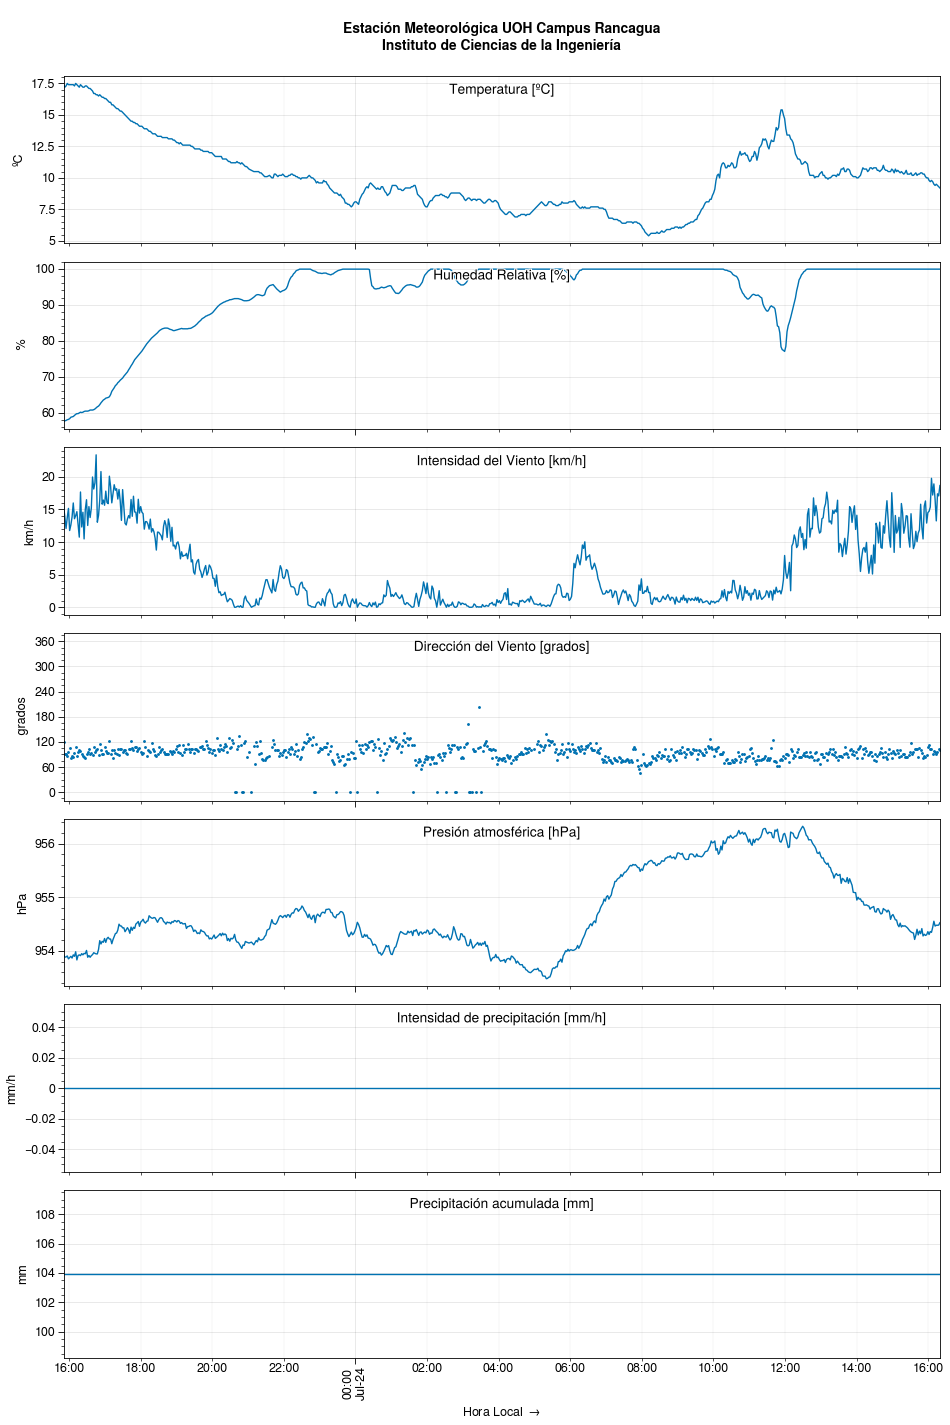 Estación Meteorológica UOH Campus Rancagua
Instituto de Ciencias de la Ingeniería
Temperatura [ºC]
ºC
17.5
15
12.5
10
7.5
5
Humedad Relativa [%]
%
100
90
80
70
60
Intensidad del Viento [km/h]
km/h
20
15
10
5
0
Dirección del Viento [grados]
grados
360
300
240
180
120
60
0
Presión atmosférica [hPa]
hPa
956
955
954
Intensidad de precipitación [mm/h]
mm/h
0.04
0.02
0
−0.02
−0.04
Precipitación acumulada [mm]
mm
108
106
104
102
100
16:00 18:00 20:00 22:00 00:00 02:00 04:00 06:00 08:00 10:00 12:00 14:00 16:00
Jul-24
Hora Local →